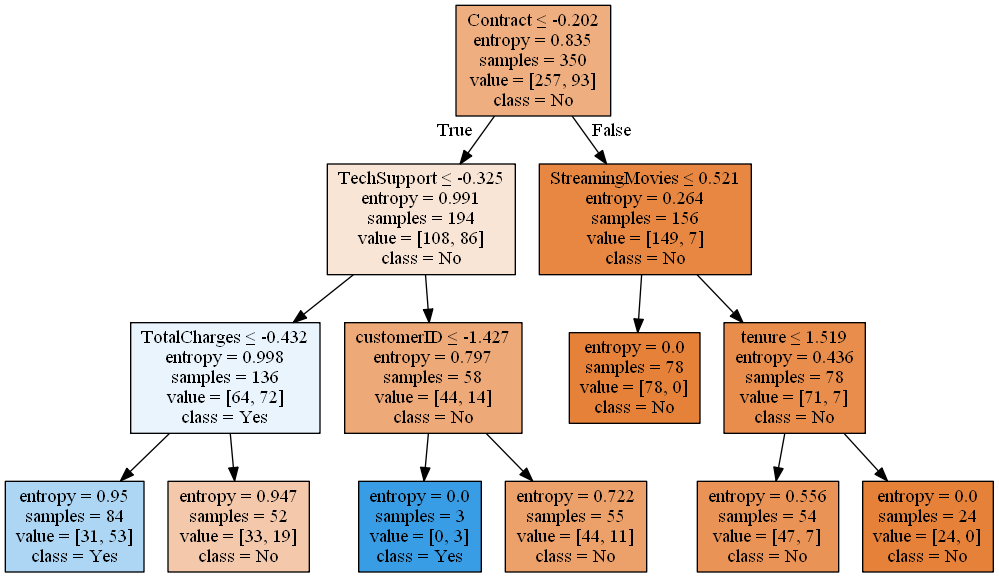 Contract ≤ -0.202
entropy = 0.835
samples = 350
value = [257, 93]
class = No
True
False
TechSupport ≤ -0.325
entropy = 0.991
samples = 194
value = [108, 86]
class = No
StreamingMovies ≤ 0.521
entropy = 0.264
samples = 156
value = [149, 7]
class = No
TotalCharges ≤ -0.432
entropy = 0.998
samples = 136
value = [64, 72]
class = Yes
customerID ≤ -1.427
entropy = 0.797
samples = 58
value = [44, 14]
class = No
entropy = 0.0
samples = 78
value = [78, 0]
class = No
tenure ≤ 1.519
entropy = 0.436
samples = 78
value = [71, 7]
class = No
entropy = 0.95
samples = 84
value = [31, 53]
class = Yes
entropy = 0.947
samples = 52
value = [33, 19]
class = No
entropy = 0.0
samples = 3
value = [0, 3]
class = Yes
entropy = 0.722
samples = 55
value = [44, 11]
class = No
entropy = 0.556
samples = 54
value = [47, 7]
class = No
entropy = 0.0
samples = 24
value = [24, 0]
class = No